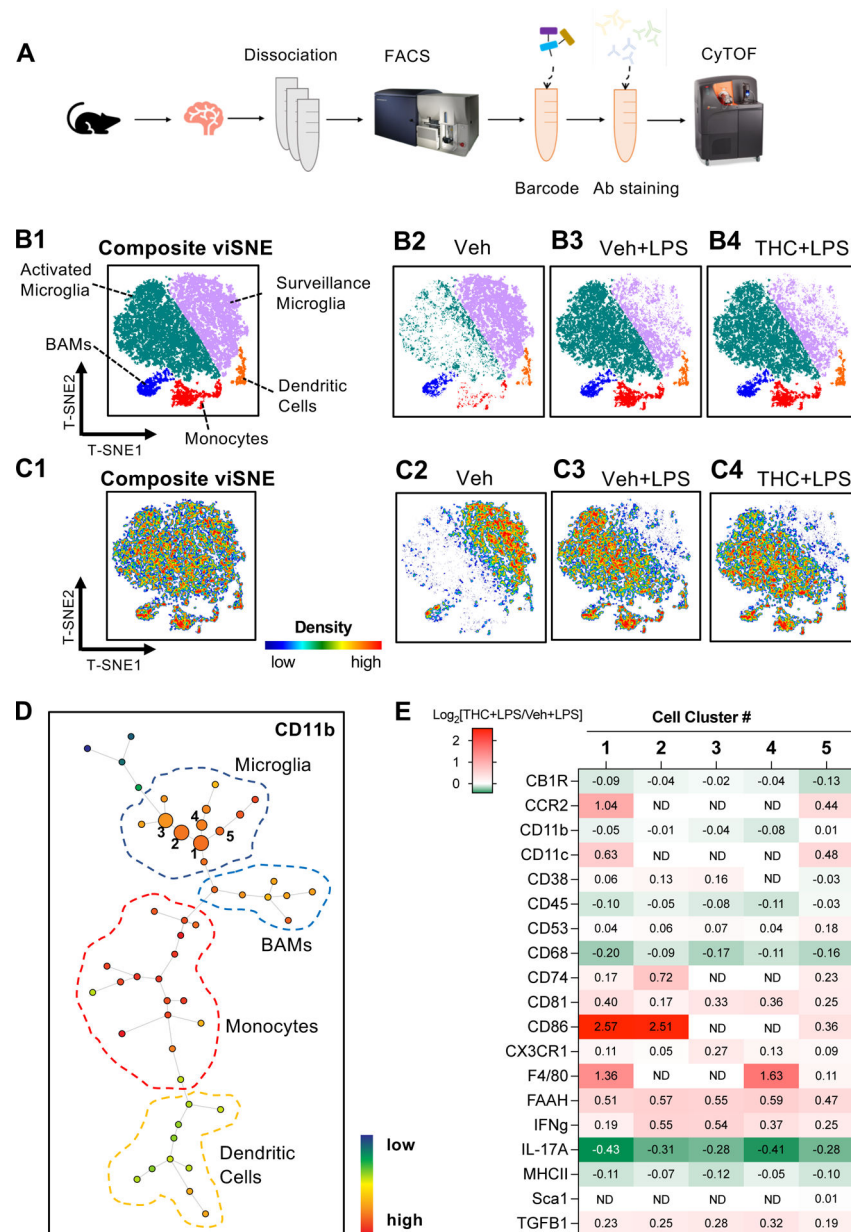 A
Dissociation
FACS
CyTOF
Barcode
Ab staining
B1
Composite viSNE
Activated
Microglia
Surveillance
Microglia
BAMs
Dendritic
Cells
Monocytes
T-SNE2
T-SNE1
B2
Veh
B3
Veh+LPS
B4
THC+LPS
C1
Composite viSNE
T-SNE2
T-SNE1
Density
low
high
C2
Veh
C3
Veh+LPS
C4
THC+LPS
D
CD11b
Microglia
4
3
5
2
1
BAMs
Monocytes
Dendritic
Cells
low
high
E
Log2[THC+LPS/Veh+LPS]
2
1
0
Cell Cluster #
1 2 3 4 5
CB1R -0.09 -0.04 -0.02 -0.04 -0.13
CCR2 1.04 ND ND ND 0.44
CD11b -0.05 -0.01 -0.04 -0.08 0.01
CD11c 0.63 ND ND ND 0.48
CD38 0.06 0.13 0.16 ND -0.03
CD45 -0.10 -0.05 -0.08 -0.11 -0.03
CD53 0.04 0.06 0.07 0.04 0.18
CD68 -0.20 -0.09 -0.17 -0.11 -0.16
CD74 0.17 0.72 ND ND 0.23
CD81 0.40 0.17 0.33 0.36 0.25
CD86 2.57 2.51 ND ND 0.36
CX3CR1 0.11 0.05 0.27 0.13 0.09
F4/80 1.36 ND ND 1.63 0.11
FAAH 0.51 0.57 0.55 0.59 0.47
IFNg 0.19 0.55 0.54 0.37 0.25
IL-17A -0.43 -0.31 -0.28 -0.41 -0.28
MHCII -0.11 -0.07 -0.12 -0.05 -0.10
Sca1 ND ND ND ND 0.01
TGFB1 0.23 0.25 0.28 0.32 0.19